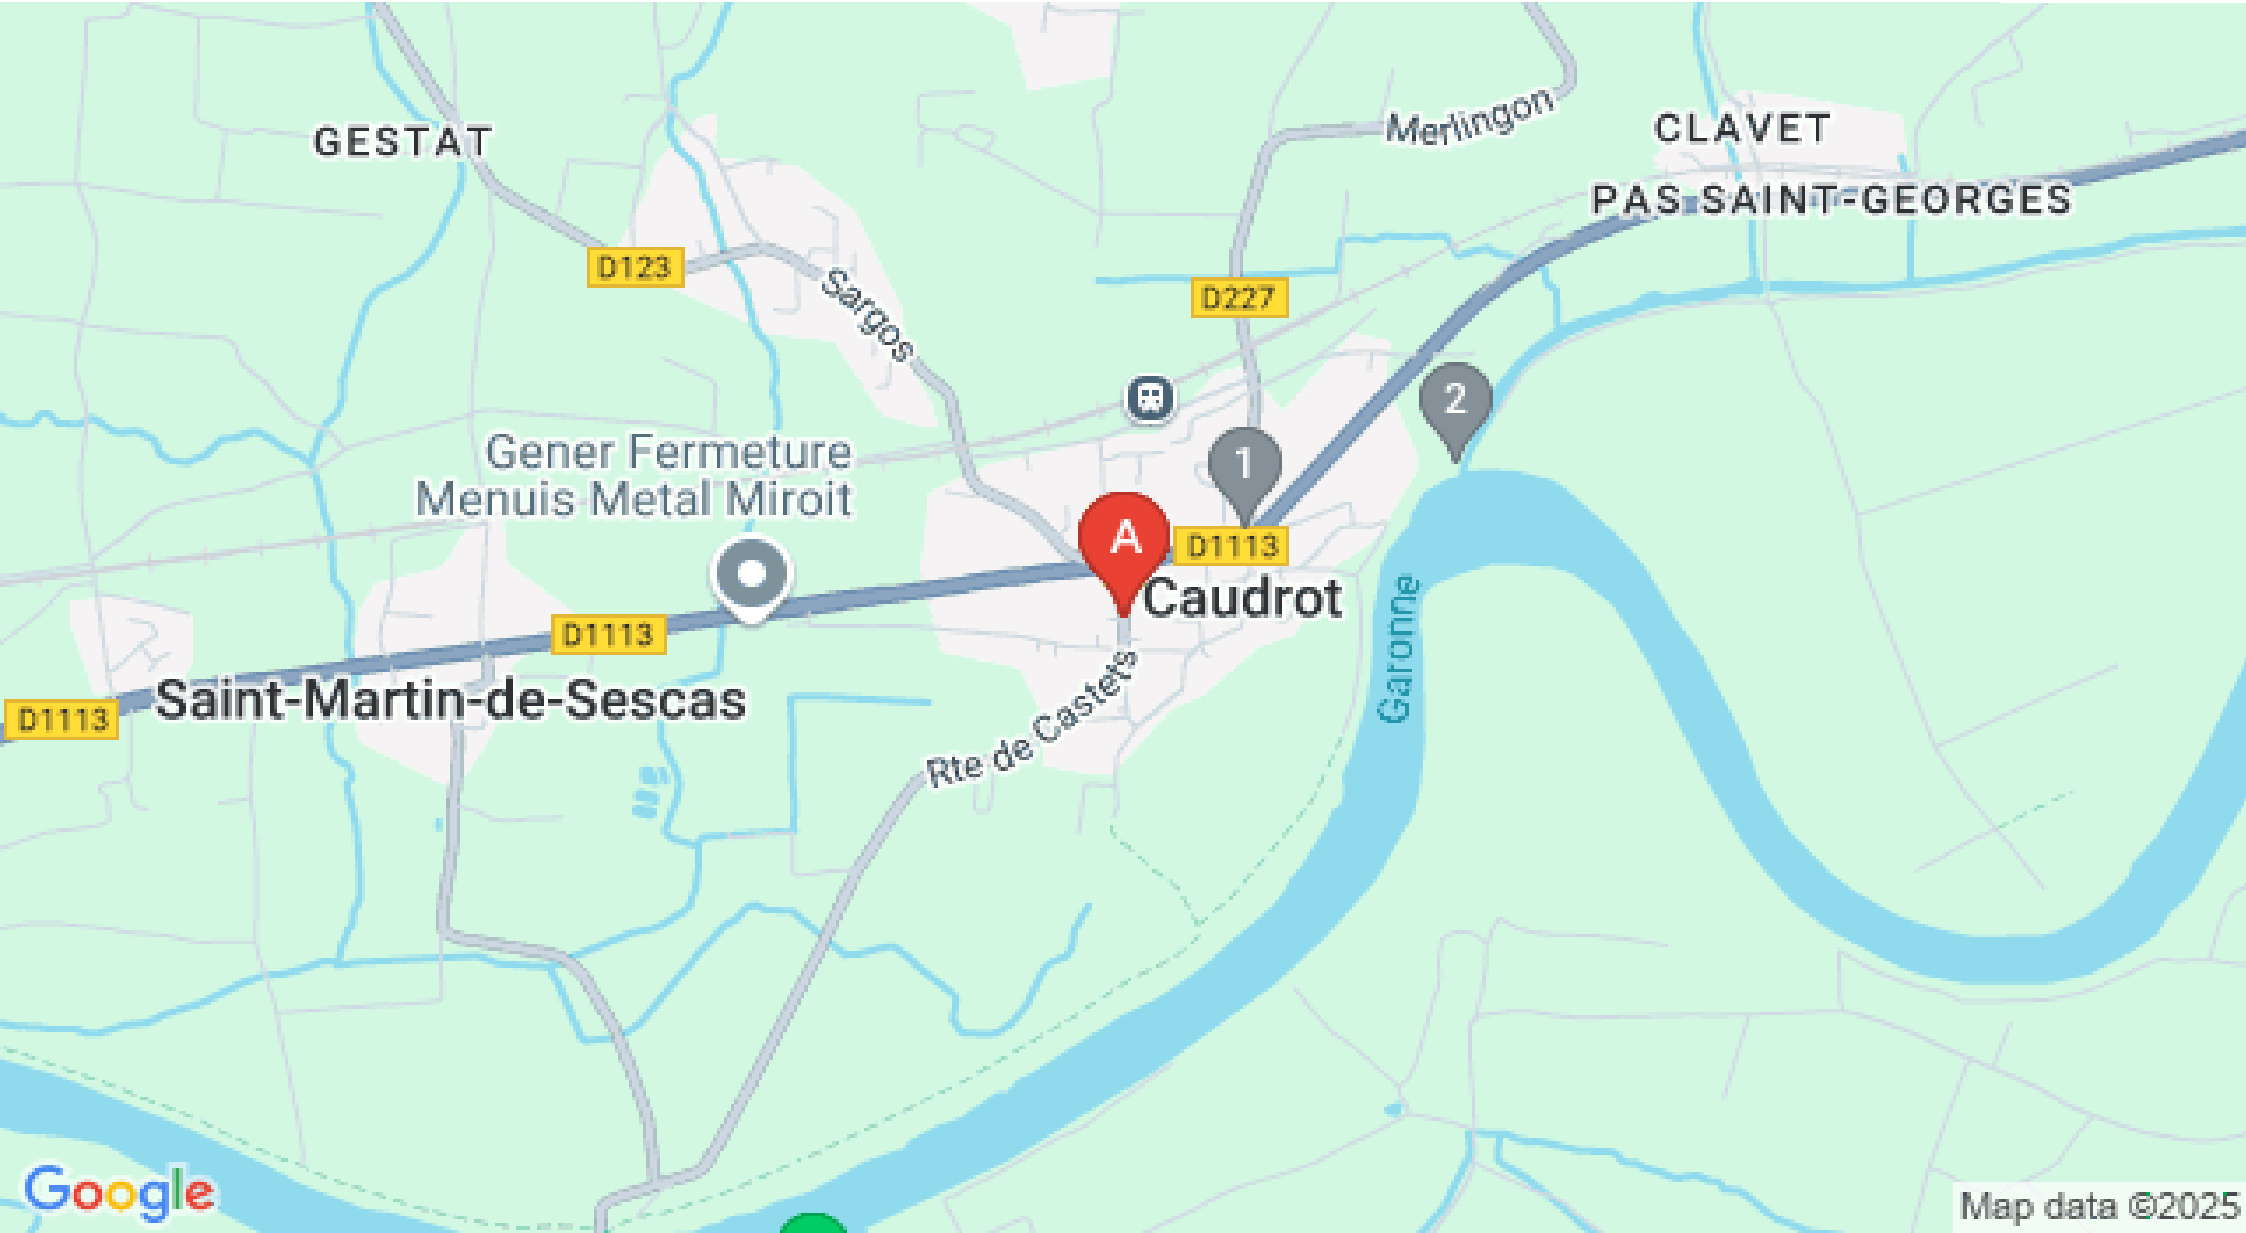 Merlingon
GESTAT
CLAVET
PAS SAINT-GEORGES
D123
Sargos
D227
2
Gener Fermeture
Menuis Metal Miroit
1
A
D1113
Caudrot
D1113
Garonne
Saint-Martin-de-Sescas
D1113
Rte de Castets
Google
Map data ©2025